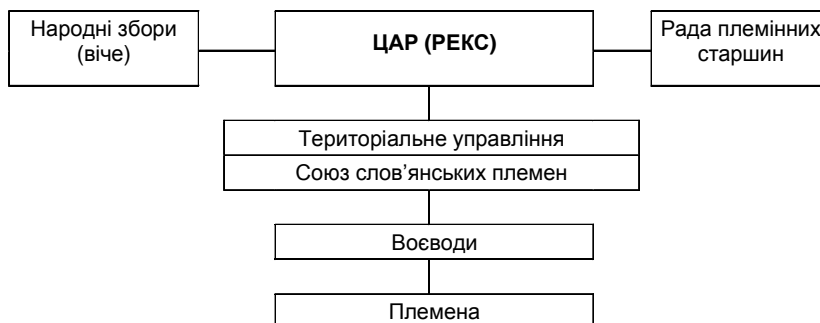 Народні збори
(віче)
ЦАР (РЕКС)
Рада племінних
старшин
Територіальне управління
Союз слов’янських племен
Воєводи
Племена